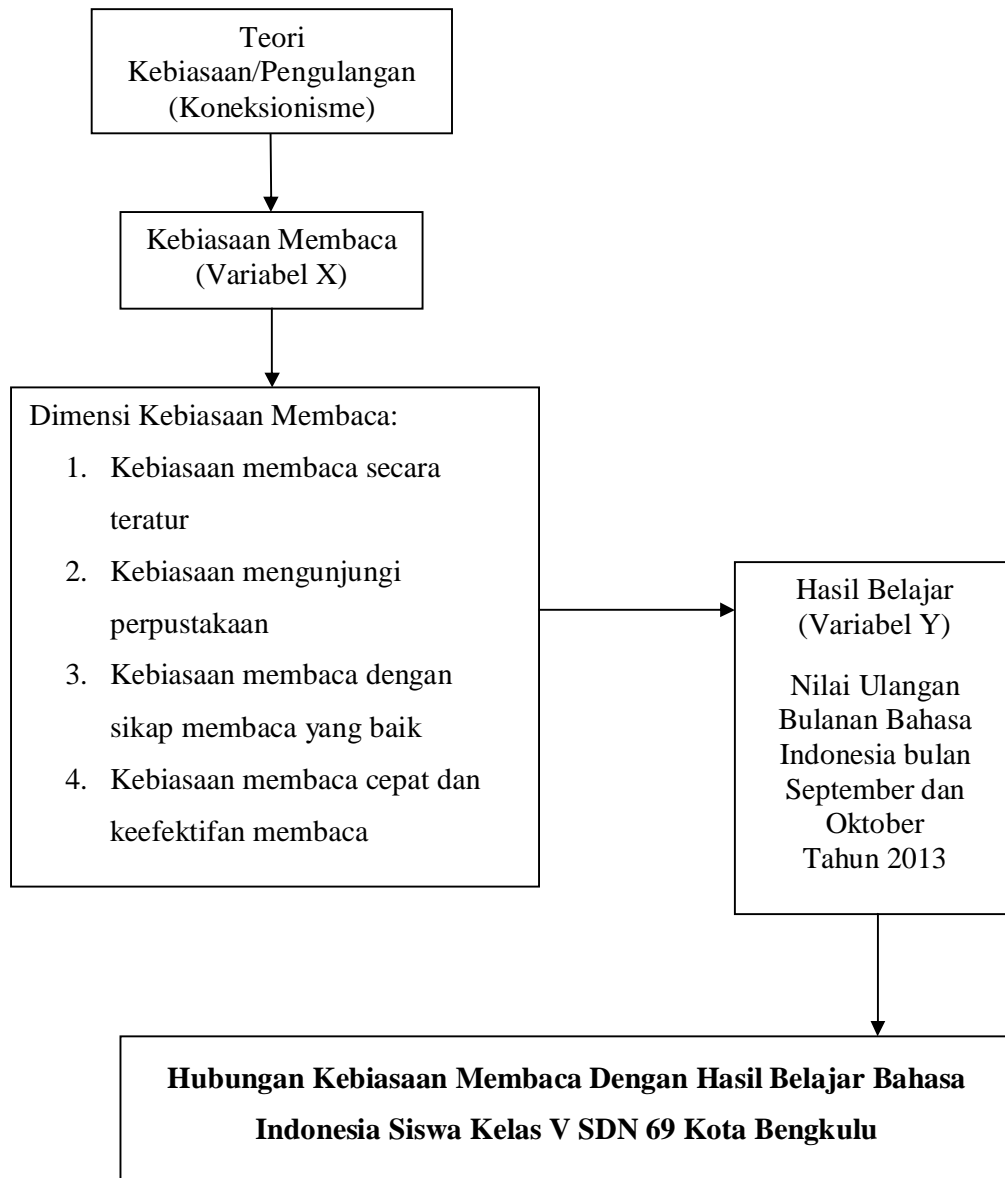 Teori
Kebiasaan/Pengulangan
(Koneksionisme)
Kebiasaan Membaca
(Variabel X)
Dimensi Kebiasaan Membaca:
1. Kebiasaan membaca secara
teratur
2. Kebiasaan mengunjungi
perpustakaan
3. Kebiasaan membaca dengan
sikap membaca yang baik
4. Kebiasaan membaca cepat dan
keefektifan membaca
Hasil Belajar
(Variabel Y)
Nilai Ulangan
Bulanan Bahasa
Indonesia bulan
September dan
Oktober
Tahun 2013
Hubungan Kebiasaan Membaca Dengan Hasil Belajar Bahasa
Indonesia Siswa Kelas V SDN 69 Kota Bengkulu